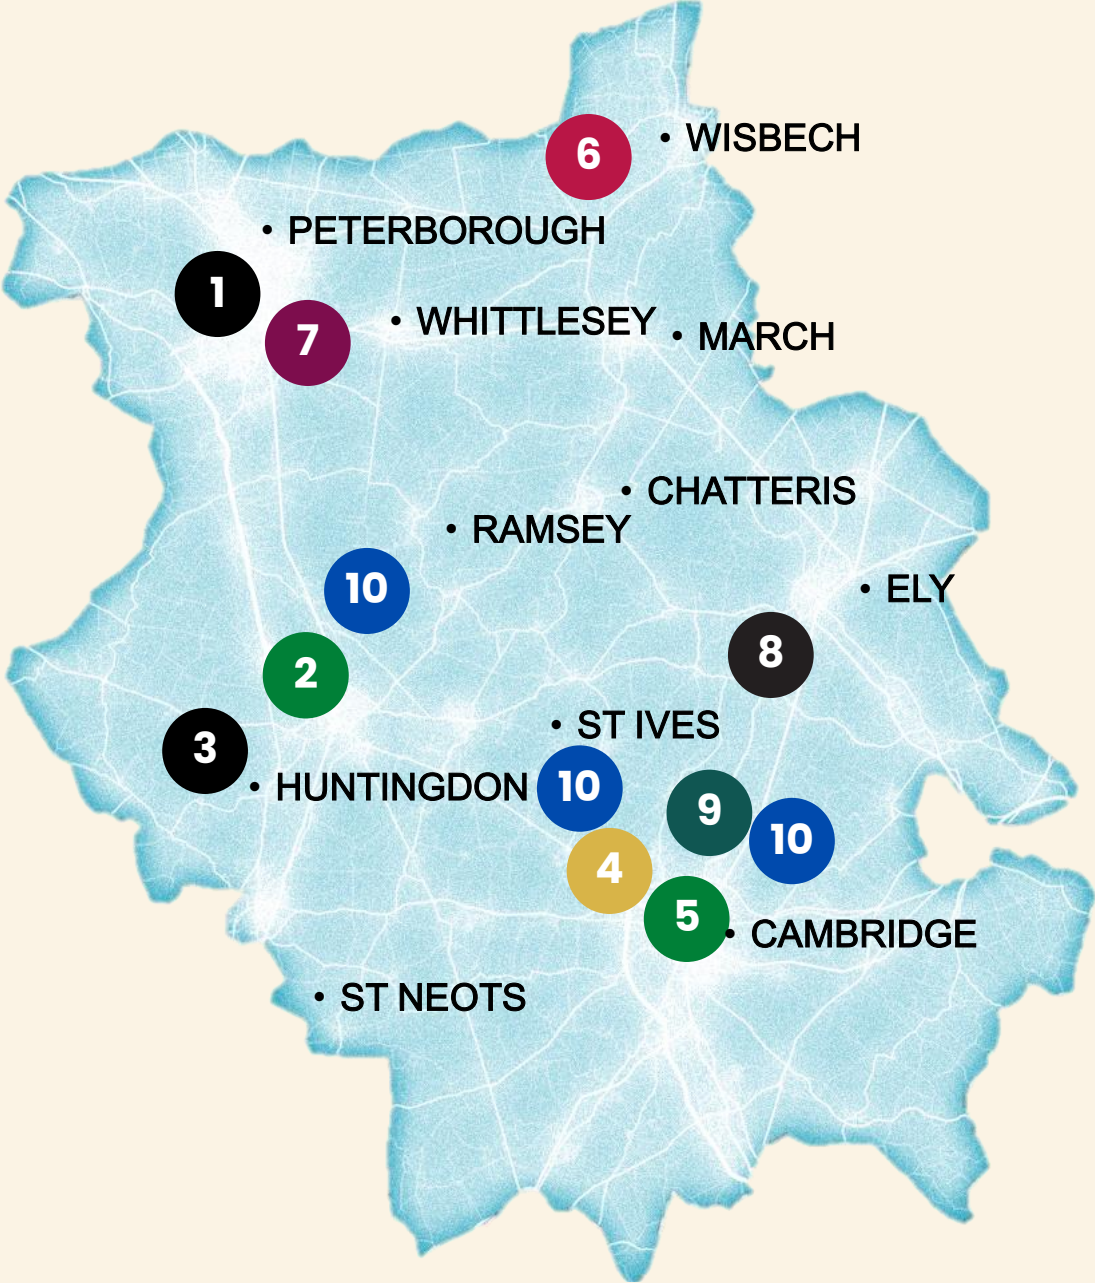 WISBECH
6
PETERBOROUGH
1
WHITTLESEY
MARCH
7
CHATTERIS
RAMSEY
10
ELY
8
2
ST IVES
3
HUNTINGDON
10
9
10
4
5
CAMBRIDGE
ST NEOTS